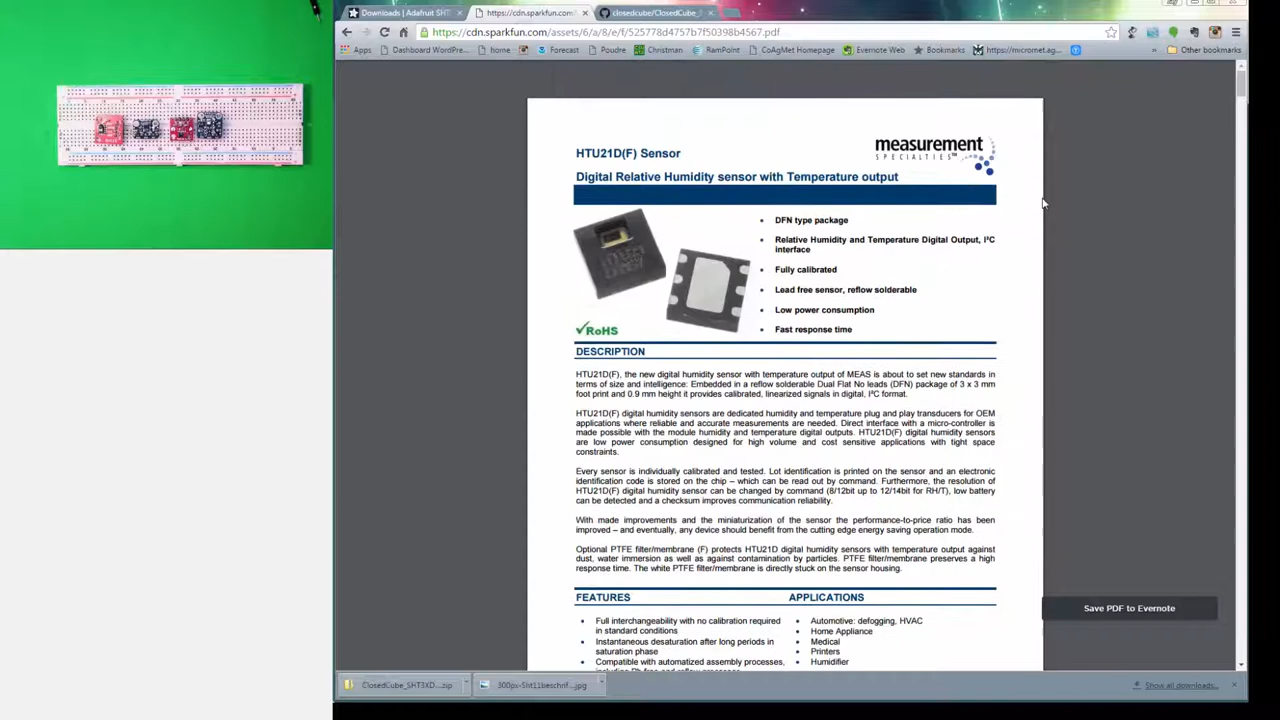 Downloads | Adafruit SHT
https://cdn.sparkfun.com/
closedcube/ClosedCube_
https://cdn.sparkfun.com/assets/6/a/8/e/f/525778d4757b7f50398b4567.pdf
Apps Dashboard WordPre... home Forecast Poudre Christman RamPoint CoAgMet Homepage Evernote Web Bookmarks https://micromet.ag... » Other bookmarks
measurement
SPECIALTIES™
HTU21D(F) Sensor
Digital Relative Humidity sensor with Temperature output
• DFN type package
• Relative Humidity and Temperature Digital Output, I²C
interface
• Fully calibrated
• Lead free sensor, reflow solderable
• Low power consumption
• Fast response time
RoHS
DESCRIPTION
HTU21D(F), the new digital humidity sensor with temperature output of MEAS is about to set new standards in
terms of size and intelligence: Embedded in a reflow solderable Dual Flat No leads (DFN) package of 3 x 3 mm
foot print and 0.9 mm height it provides calibrated, linearized signals in digital, I²C format.
HTU21D(F) digital humidity sensors are dedicated humidity and temperature plug and play transducers for OEM
applications where reliable and accurate measurements are needed. Direct interface with a micro-controller is
made possible with the module humidity and temperature digital outputs. HTU21D(F) digital humidity sensors
are low power consumption designed for high volume and cost sensitive applications with tight space
constraints.
Every sensor is individually calibrated and tested. Lot identification is printed on the sensor and an electronic
identification code is stored on the chip – which can be read out by command. Furthermore, the resolution of
HTU21D(F) digital humidity sensor can be changed by command (8/12bit up to 12/14bit for RH/T), low battery
can be detected and a checksum improves communication reliability.
With made improvements and the miniaturization of the sensor the performance-to-price ratio has been
improved – and eventually, any device should benefit from the cutting edge energy saving operation mode.
Optional PTFE filter/membrane (F) protects HTU21D digital humidity sensors with temperature output against
dust, water immersion as well as against contamination by particles. PTFE filter/membrane preserves a high
response time. The white PTFE filter/membrane is directly stuck on the sensor housing.
FEATURES
• Full interchangeability with no calibration required
in standard conditions
• Instantaneous desaturation after long periods in
saturation phase
• Compatible with automatized assembly processes,
APPLICATIONS
• Automotive: defogging, HVAC
• Home Appliance
• Medical
• Printers
• Humidifier
Save PDF to Evernote
ClosedCube_SHT3XD....zip
300px-Sht11beschrif....jpg
Show all downloads...